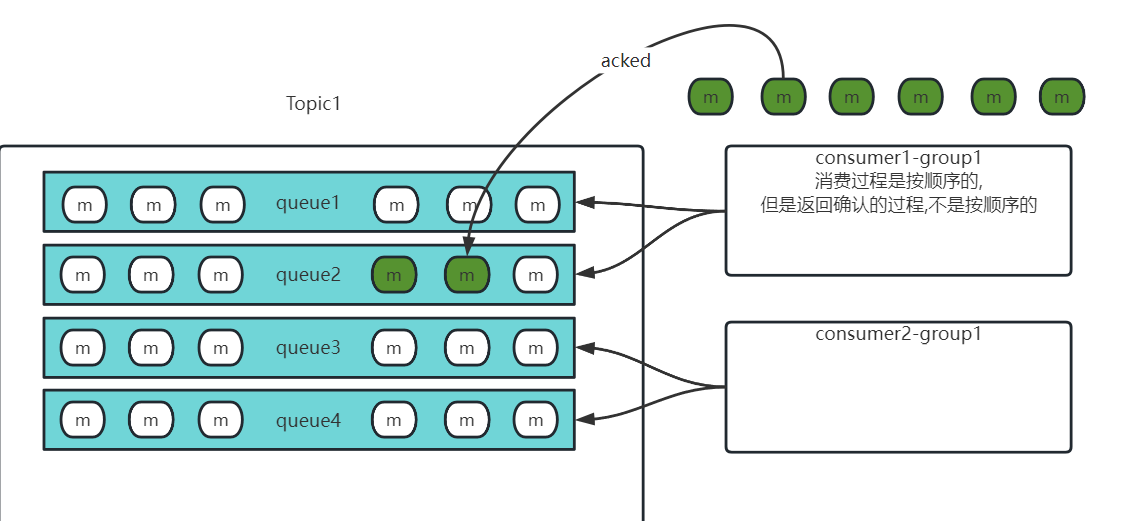 acked
m m m m m m
Topic1
consumer1-group1
消费过程是按顺序的,
但是返回确认的过程,不是按顺序的
m m m queue1 m m m
m m m queue2 m m m
consumer2-group1
m m m queue3 m m m
m m m queue4 m m m